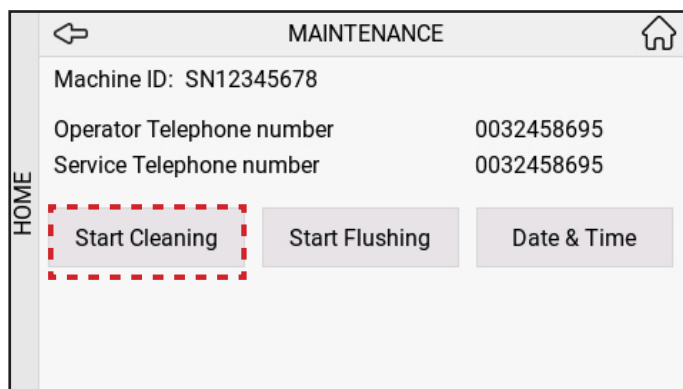 MAINTENANCE
Machine ID: SN12345678
Operator Telephone number 0032458695
Service Telephone number 0032458695
HOME
Start Cleaning Start Flushing Date & Time